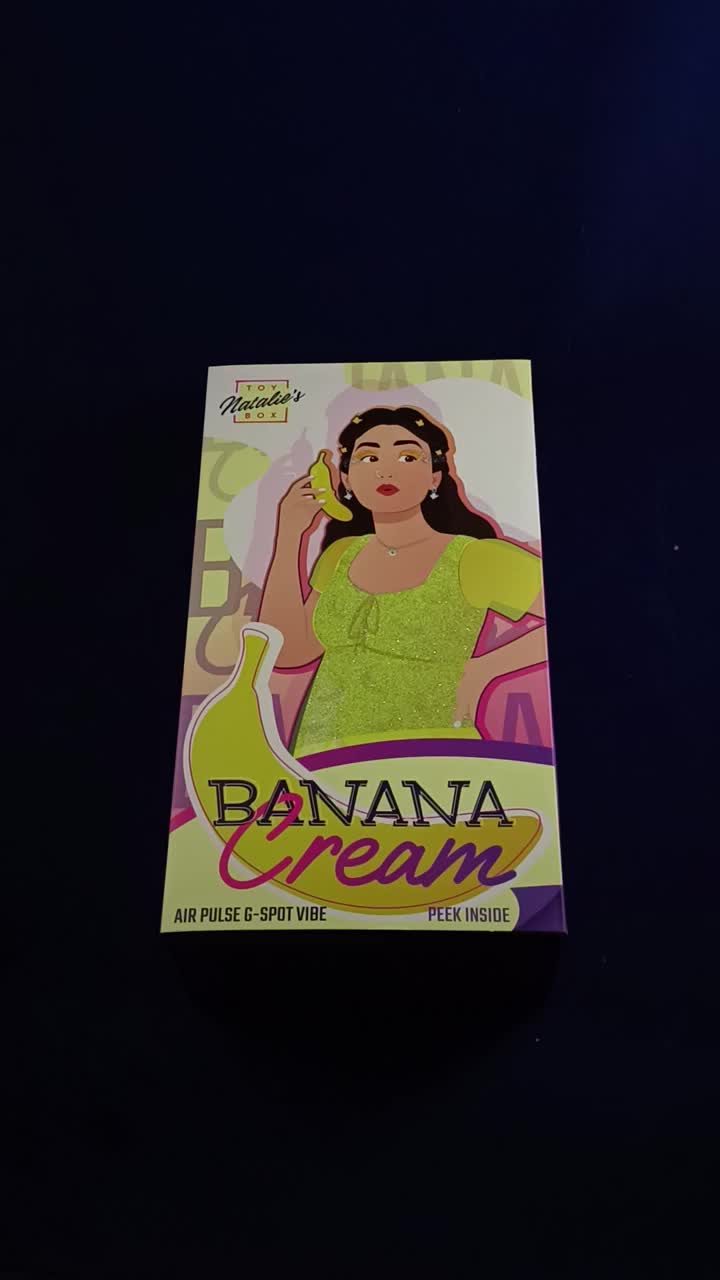 TOY
Natalie's
BOX
BANANA
Cream
AIR PULSE G-SPOT VIBE
PEEK INSIDE